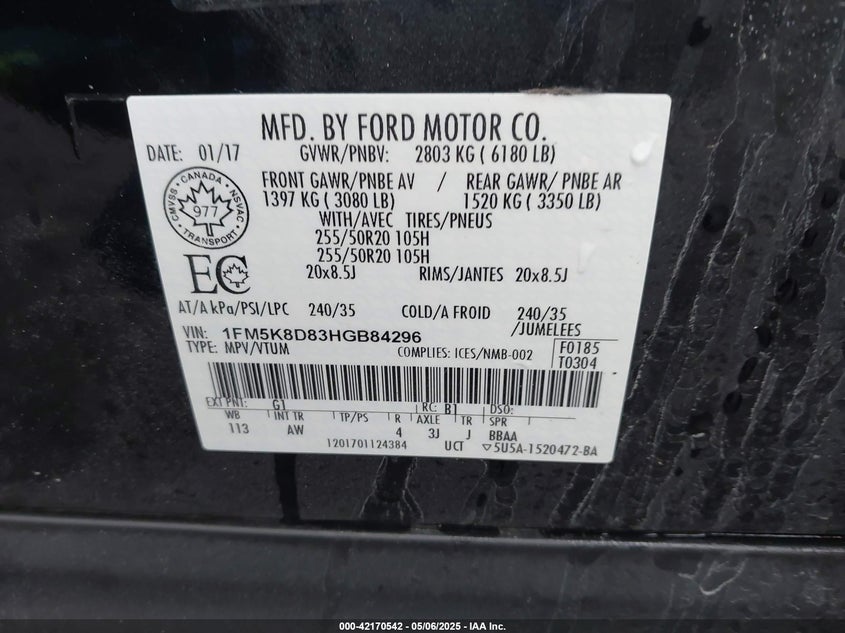 MFD. BY FORD MOTOR CO.
DATE: 01/17 GVWR/PNBV: 2803 KG ( 6180 LB)
FRONT GAWR/PNBE AV / REAR GAWR/ PNBE AR
1397 KG ( 3080 LB) 1520 KG ( 3350 LB)
WITH/AVEC TIRES/PNEUS
255/50R20 105H
255/50R20 105H
20x8.5J RIMS/JANTES 20x8.5J
CANADA
CMVSS 977 NSVAC
TRANSPORT
EC
AT/A kPa/PSI/LPC 240/35 COLD/A FROID 240/35
/JUMELEES
VIN: 1FM5K8D83HGB84296
TYPE: MPV/VTUM COMPLIES: ICES/NMB-002
F0185
T0304
EXT PNT: G1 RC: B1 DSO:
WB INT TR TP/PS R AXLE TR SPR
113 AW 4 3J J BBAA
1201701124384 UCT 5U5A-1520472-BA
000-42170542 - 05/06/2025 - IAA Inc.